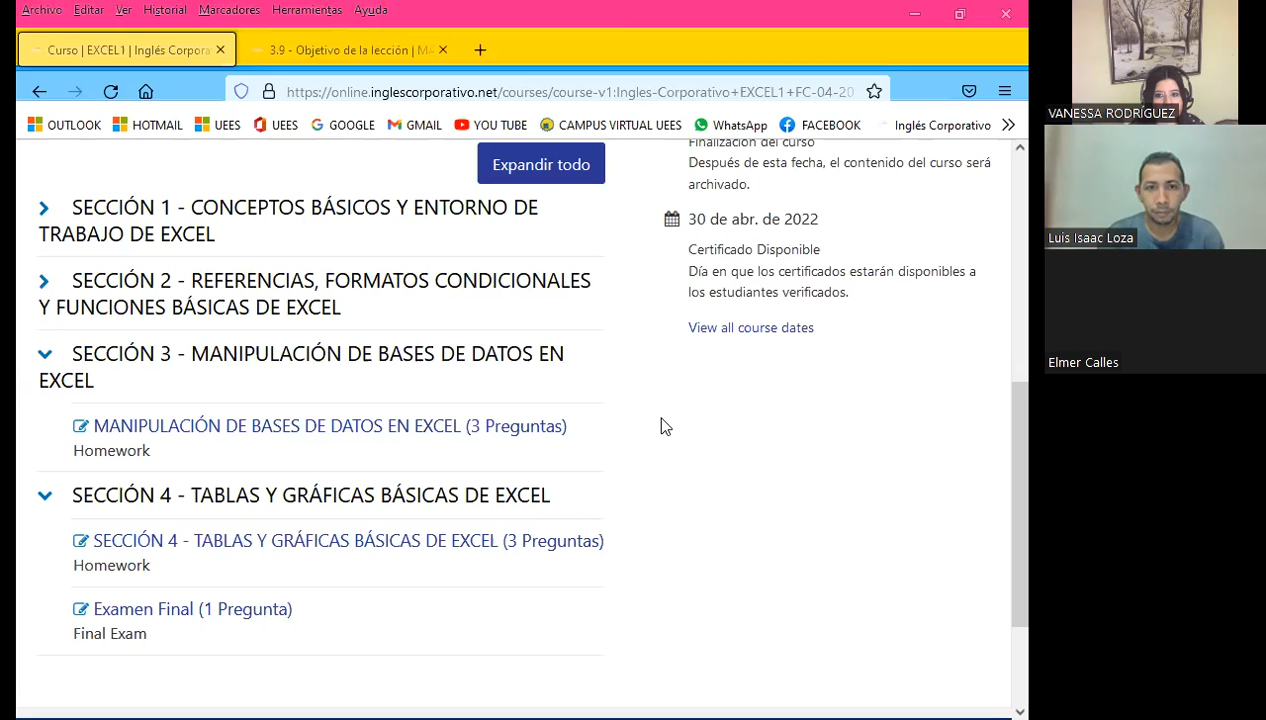 Archivo Editar Ver Historial Marcadores Herramientas Ayuda
Curso | EXCEL1 | Inglés Corpora
3.9 - Objetivo de la lección | M
https://online.inglescorporativo.net/courses/course-v1:Ingles-Corporativo+EXCEL1+FC-04-20
OUTLOOK HOTMAIL UEES UEES GOOGLE GMAIL YOU TUBE CAMPUS VIRTUAL UEES WhatsApp FACEBOOK Inglés Corporativo
Expandir todo
SECCIÓN 1 - CONCEPTOS BÁSICOS Y ENTORNO DE
TRABAJO DE EXCEL
SECCIÓN 2 - REFERENCIAS, FORMATOS CONDICIONALES
Y FUNCIONES BÁSICAS DE EXCEL
SECCIÓN 3 - MANIPULACIÓN DE BASES DE DATOS EN
EXCEL
MANIPULACIÓN DE BASES DE DATOS EN EXCEL (3 Preguntas)
Homework
SECCIÓN 4 - TABLAS Y GRÁFICAS BÁSICAS DE EXCEL
SECCIÓN 4 - TABLAS Y GRÁFICAS BÁSICAS DE EXCEL (3 Preguntas)
Homework
Examen Final (1 Pregunta)
Final Exam
Finalización del curso
Después de esta fecha, el contenido del curso será
archivado.
30 de abr. de 2022
Certificado Disponible
Día en que los certificados estarán disponibles a
los estudiantes verificados.
View all course dates
VANESSA RODRÍGUEZ
Luis Isaac Loza
Elmer Calles